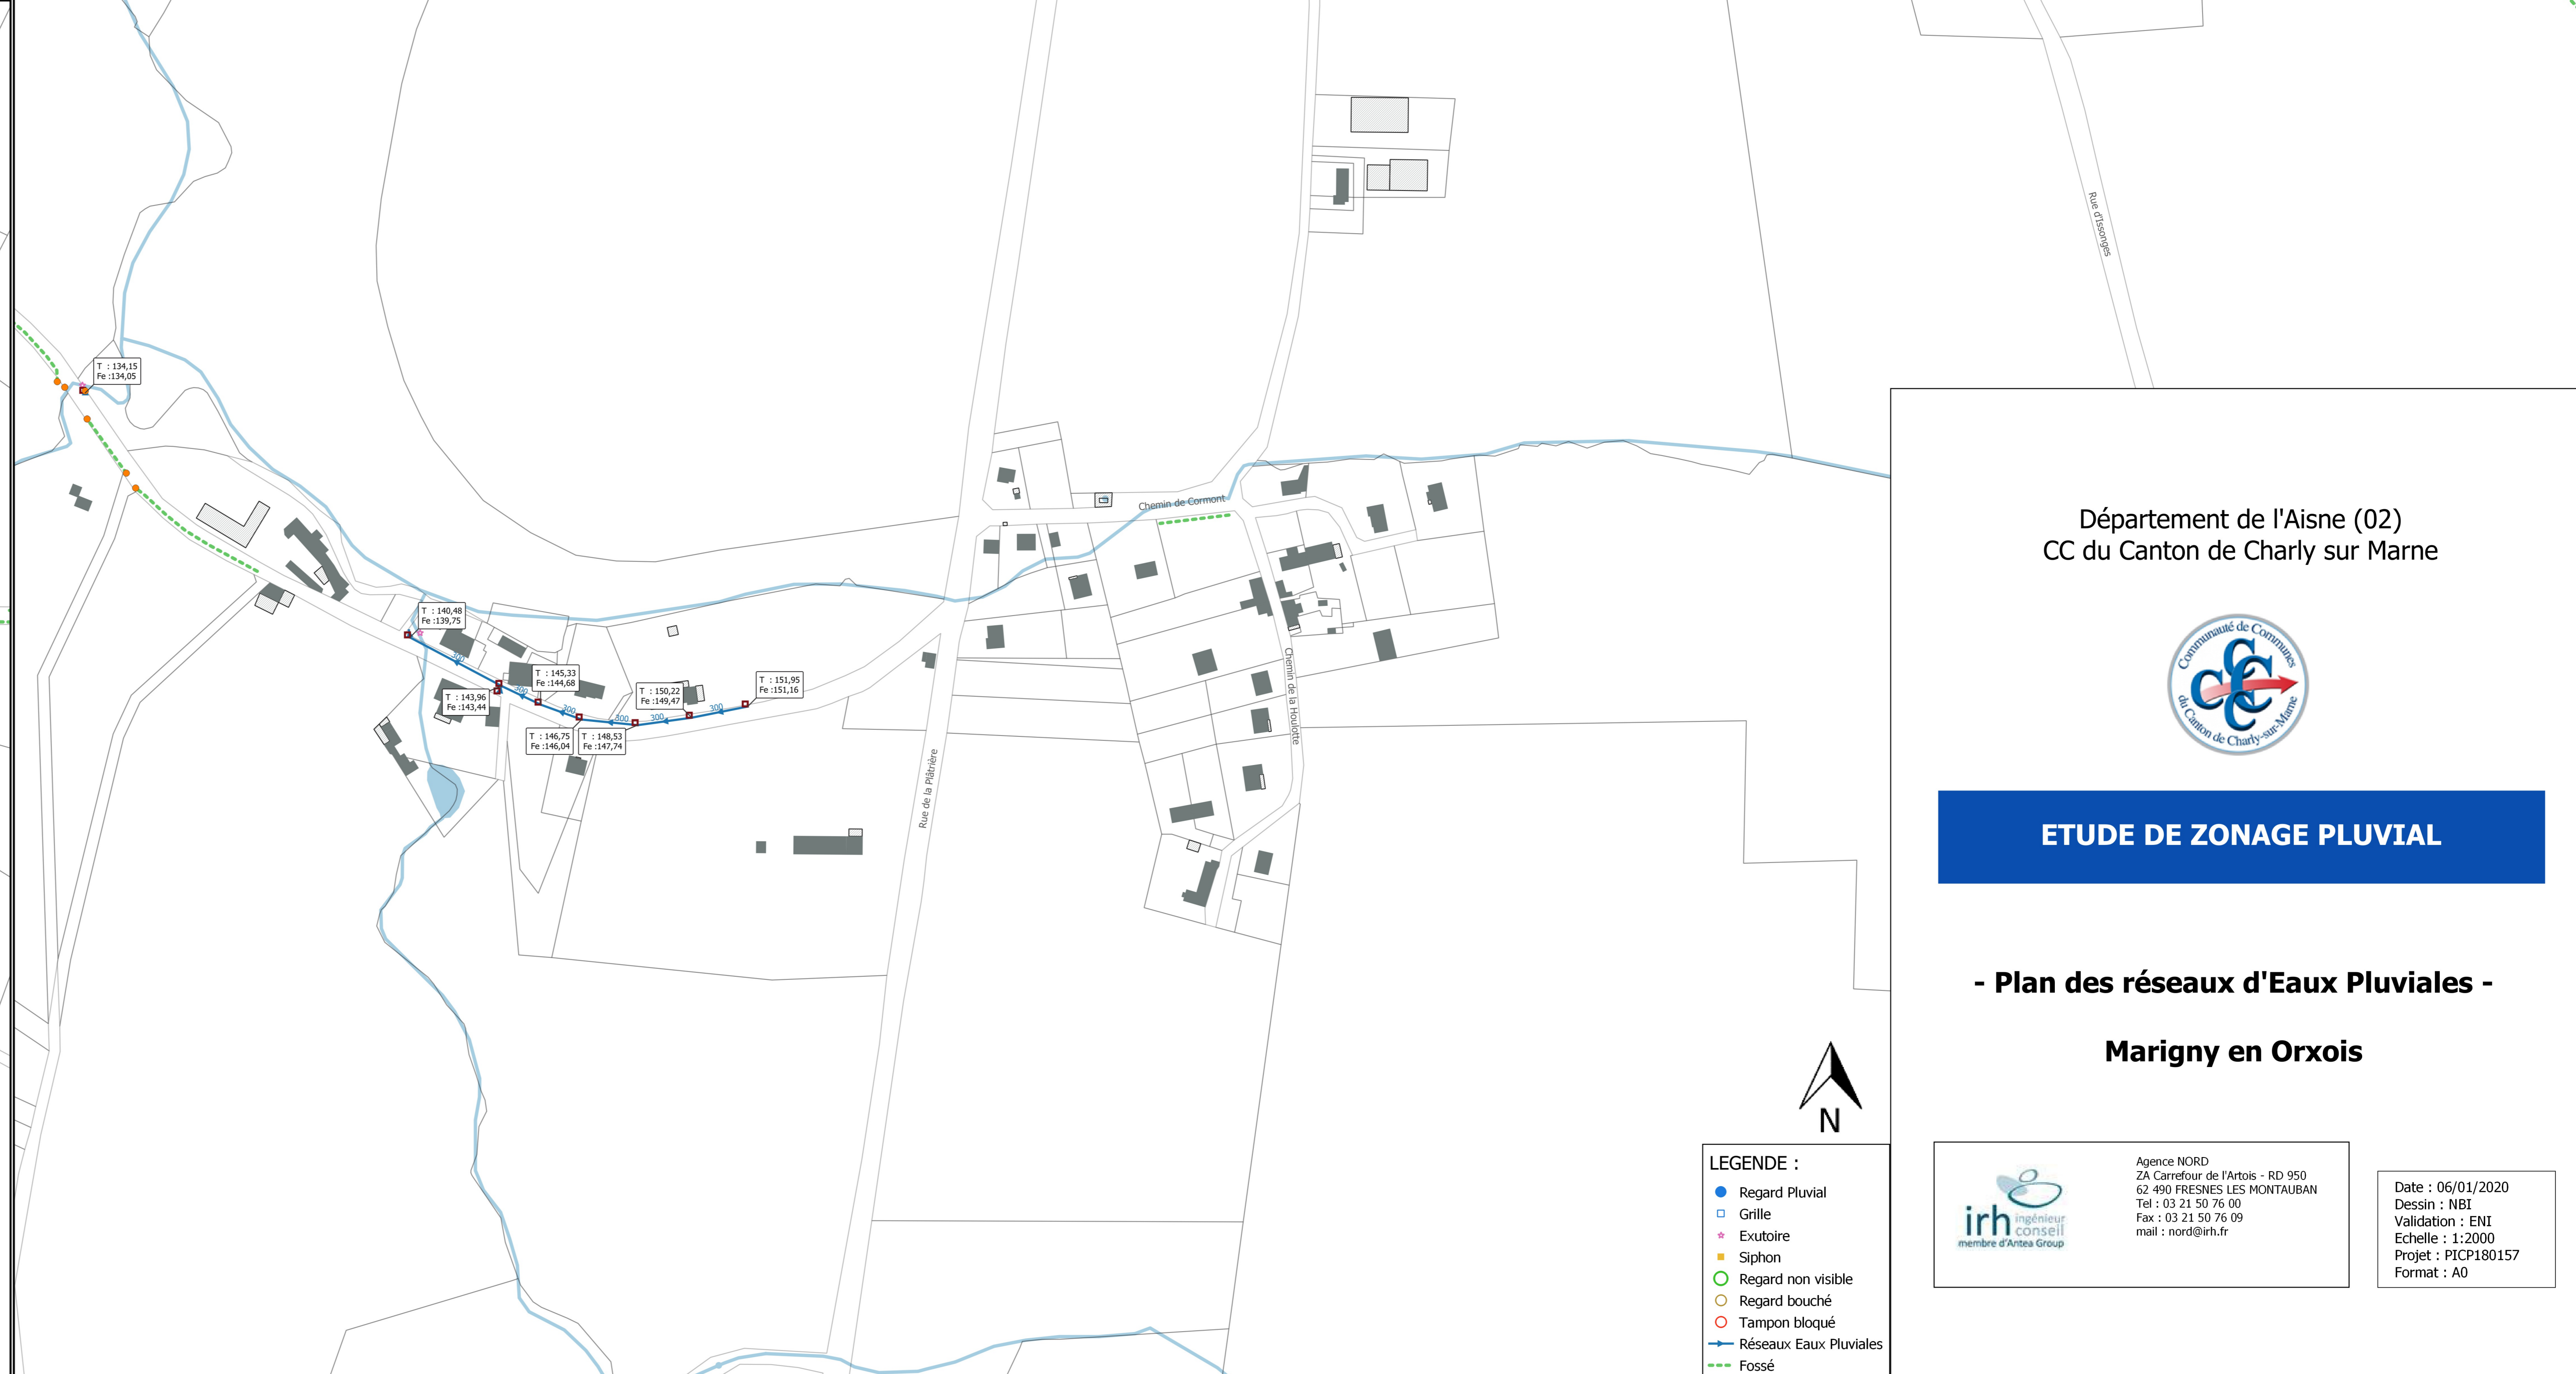 T : 134,15
Fe :134,05
T : 140,48
Fe :139,75
300
T : 143,96
Fe :143,44
300
T : 145,33
Fe :144,68
300
T : 146,75
Fe :146,04
300
T : 148,53
Fe :147,74
300
T : 150,22
Fe :149,47
300
T : 151,95
Fe :151,16
Rue de la Plâtrière
Chemin de Cormont
Chemin de la Houlotte
Rue d'Issonges
N
LEGENDE :
Regard Pluvial
Grille
Exutoire
Siphon
Regard non visible
Regard bouché
Tampon bloqué
Réseaux Eaux Pluviales
Fossé
Département de l'Aisne (02)
CC du Canton de Charly sur Marne
Communauté de Communes
CCCC
du Canton de Charly-sur-Marne
ETUDE DE ZONAGE PLUVIAL
- Plan des réseaux d'Eaux Pluviales -
Marigny en Orxois
irh ingénieur
conseil
membre d'Antea Group
Agence NORD
ZA Carrefour de l'Artois - RD 950
62 490 FRESNES LES MONTAUBAN
Tel : 03 21 50 76 00
Fax : 03 21 50 76 09
mail : nord@irh.fr
Date : 06/01/2020
Dessin : NBI
Validation : ENI
Echelle : 1:2000
Projet : PICP180157
Format : A0